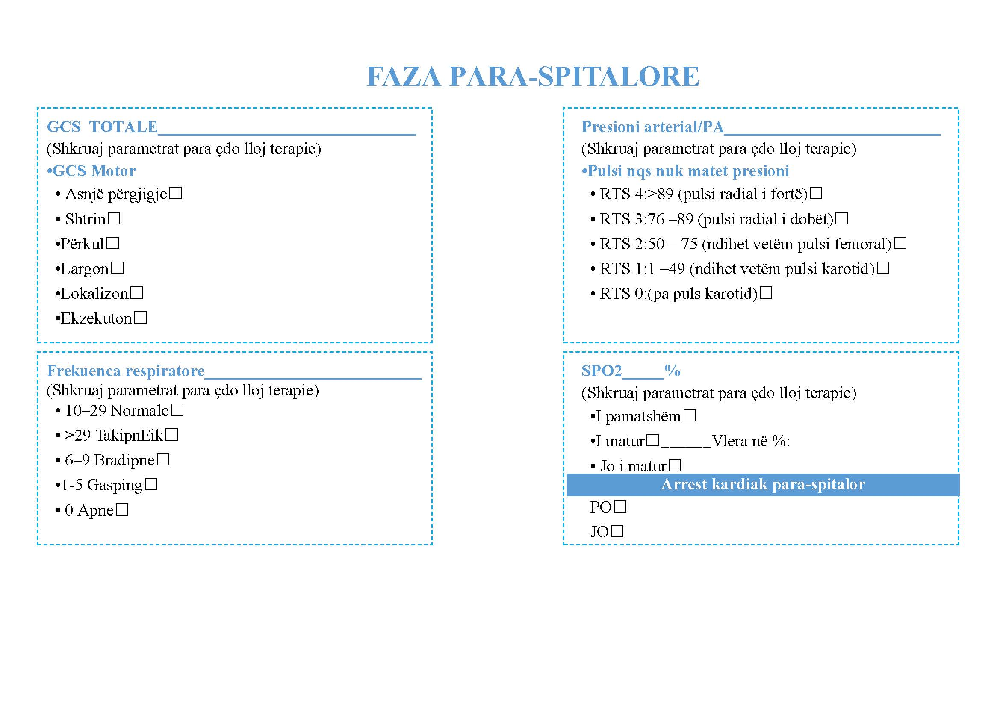 FAZA PARA-SPITALORE
GCS  TOTALE_______________________________
(Shkruaj parametrat para çdo lloj terapie)
•GCS Motor
• Asnjë përgjigje☐
• Shtrin☐
•Përkul☐
•Largon☐
•Lokalizon☐
•Ekzekuton☐
Presioni arterial/PA__________________________
(Shkruaj parametrat para çdo lloj terapie)
•Pulsi nqs nuk matet presioni
• RTS 4:>89 (pulsi radial i fortë)☐
• RTS 3:76 –89 (pulsi radial i dobët)☐
• RTS 2:50 – 75 (ndihet vetëm pulsi femoral)☐
• RTS 1:1 –49 (ndihet vetëm pulsi karotid)☐
• RTS 0:(pa puls karotid)☐
Frekuenca respiratore__________________________
(Shkruaj parametrat para çdo lloj terapie)
• 10–29 Normale☐
• >29 TakipnEik☐
• 6–9 Bradipne☐
•1-5 Gasping☐
• 0 Apne☐
SPO2_____%
(Shkruaj parametrat para çdo lloj terapie)
•I pamatshëm☐
•I matur☐______Vlera në %:
• Jo i matur☐
Arrest kardiak para-spitalor
PO☐
JO☐